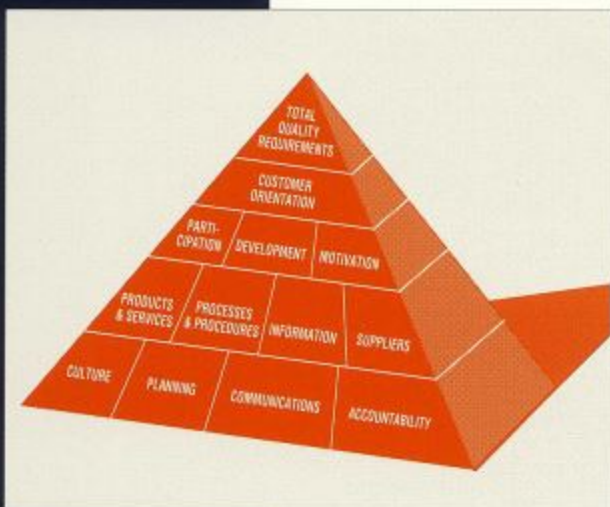 TOTAL
QUALITY
REQUIREMENTS
CUSTOMER
ORIENTATION
PARTI-
CIPATION
DEVELOPMENT
MOTIVATION
PRODUCTS
& SERVICES
PROCESSES
& PROCEDURES
INFORMATION
SUPPLIERS
CULTURE
PLANNING
COMMUNICATIONS
ACCOUNTABILITY